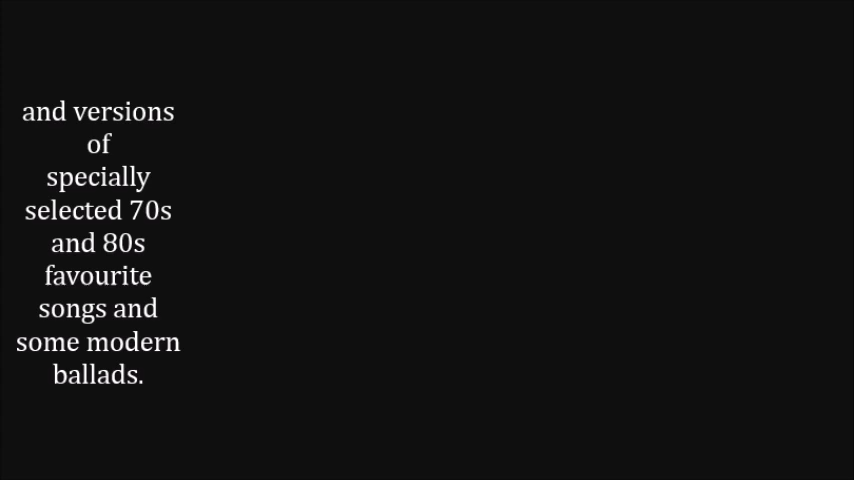 and versions
of
specially
selected 70s
and 80s
favourite
songs and
some modern
ballads.